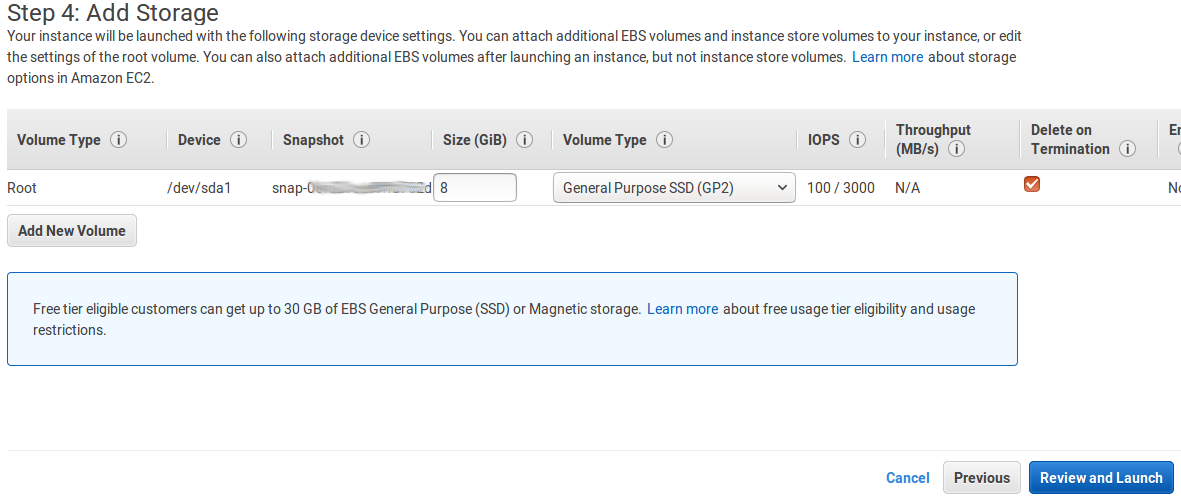 Step 4: Add Storage
Your instance will be launched with the following storage device settings. You can attach additional EBS volumes and instance store volumes to your instance, or edit
the settings of the root volume. You can also attach additional EBS volumes after launching an instance, but not instance store volumes. Learn more about storage
options in Amazon EC2.
Volume Type Device Snapshot Size (GiB) Volume Type IOPS Throughput (MB/s) Delete on Termination
Root /dev/sda1 8 General Purpose SSD (GP2) 100 / 3000 N/A
Add New Volume
Free tier eligible customers can get up to 30 GB of EBS General Purpose (SSD) or Magnetic storage. Learn more about free usage tier eligibility and usage
restrictions.
Cancel Previous Review and Launch